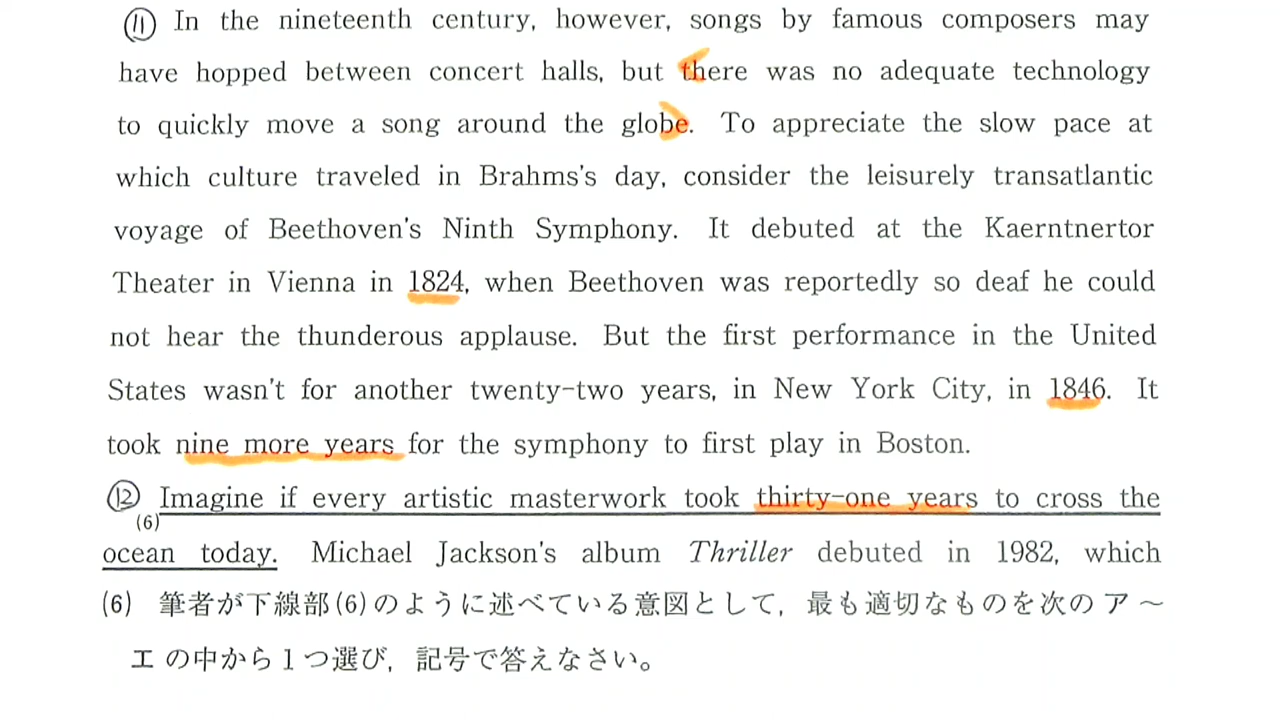 ⑪ In the nineteenth century, however, songs by famous composers may
have hopped between concert halls, but there was no adequate technology
to quickly move a song around the globe. To appreciate the slow pace at
which culture traveled in Brahms's day, consider the leisurely transatlantic
voyage of Beethoven's Ninth Symphony. It debuted at the Kaerntnertor
Theater in Vienna in 1824, when Beethoven was reportedly so deaf he could
not hear the thunderous applause. But the first performance in the United
States wasn't for another twenty-two years, in New York City, in 1846. It
took nine more years for the symphony to first play in Boston.
⑫ Imagine if every artistic masterwork took thirty-one years to cross the
(6)
ocean today. Michael Jackson's album Thriller debuted in 1982, which
(6) 筆者が下線部(6)のように述べている意図として，最も適切なものを次のア〜
エの中から1つ選び，記号で答えなさい。